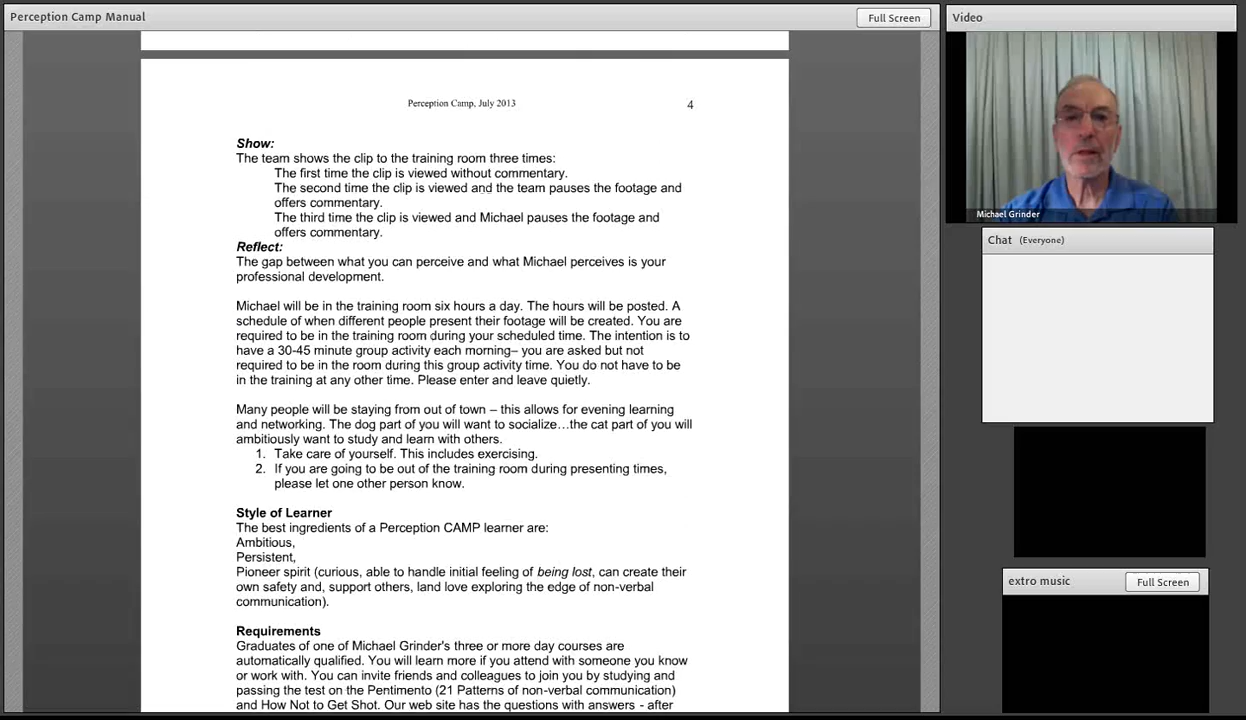 Perception Camp Manual
Full Screen
Video
Perception Camp, July 2013
4
Show:
The team shows the clip to the training room three times:
The first time the clip is viewed without commentary.
The second time the clip is viewed and the team pauses the footage and
offers commentary.
The third time the clip is viewed and Michael pauses the footage and
offers commentary.
Reflect:
The gap between what you can perceive and what Michael perceives is your
professional development.
Michael will be in the training room six hours a day. The hours will be posted. A
schedule of when different people present their footage will be created. You are
required to be in the training room during your scheduled time. The intention is to
have a 30-45 minute group activity each morning– you are asked but not
required to be in the room during this group activity time. You do not have to be
in the training at any other time. Please enter and leave quietly.
Many people will be staying from out of town – this allows for evening learning
and networking. The dog part of you will want to socialize…the cat part of you will
ambitiously want to study and learn with others.
1. Take care of yourself. This includes exercising.
2. If you are going to be out of the training room during presenting times,
please let one other person know.
Style of Learner
The best ingredients of a Perception CAMP learner are:
Ambitious,
Persistent,
Pioneer spirit (curious, able to handle initial feeling of being lost, can create their
own safety and, support others, land love exploring the edge of non-verbal
communication).
Requirements
Graduates of one of Michael Grinder's three or more day courses are
automatically qualified. You will learn more if you attend with someone you know
or work with. You can invite friends and colleagues to join you by studying and
passing the test on the Pentimento (21 Patterns of non-verbal communication)
and How Not to Get Shot. Our web site has the questions with answers - after
Michael Grinder
Chat (Everyone)
extro music
Full Screen